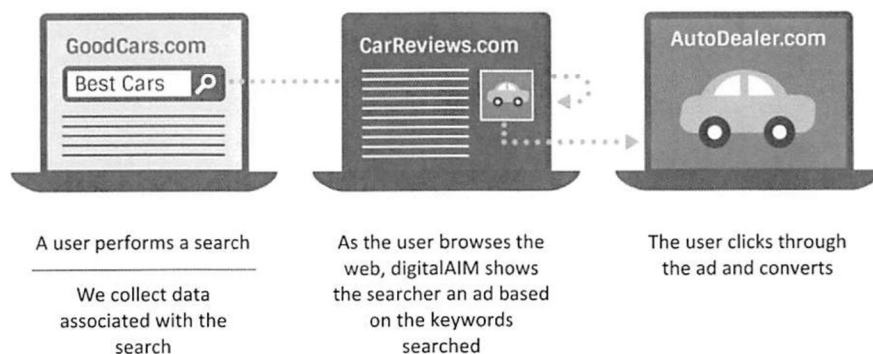 GoodCars.com
Best Cars
CarReviews.com
AutoDealer.com
A user performs a search
We collect data
associated with the
search
As the user browses the
web, digitalAIM shows
the searcher an ad based
on the keywords
searched
The user clicks through
the ad and converts